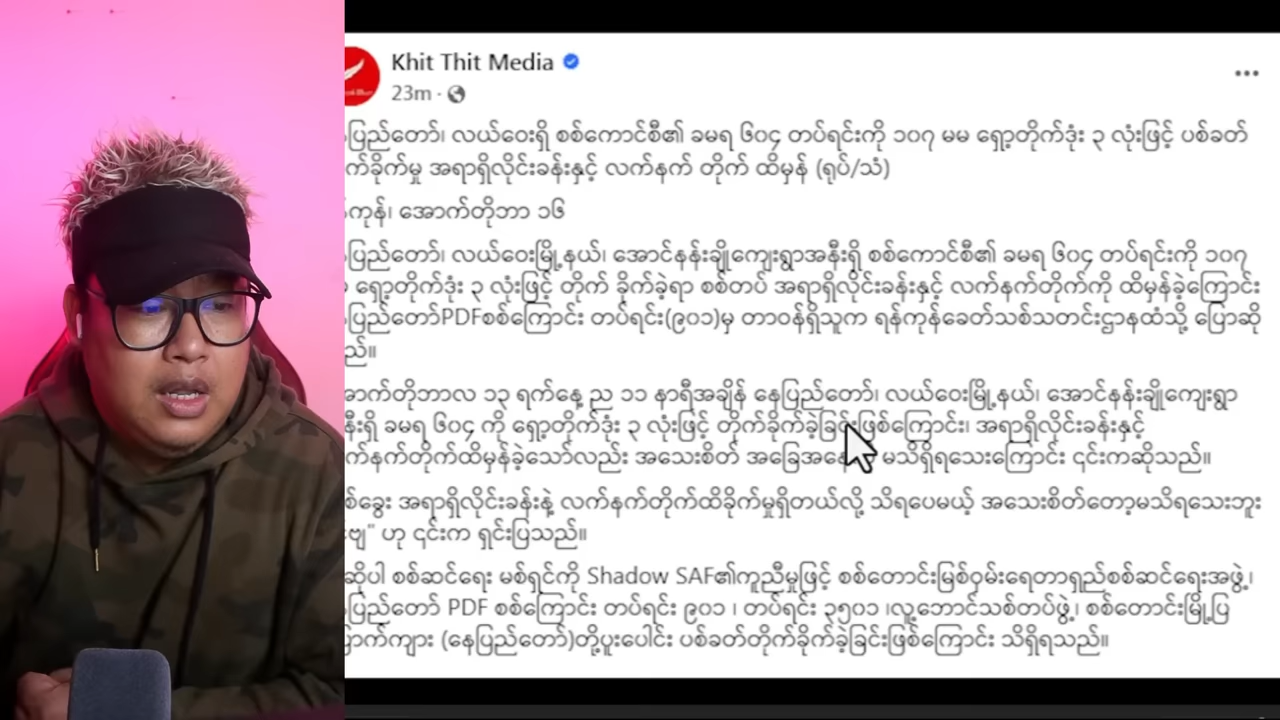 Khit Thit Media
23m
ပြည်တော်၊ လယ်ဝေးရှိ စစ်ကောင်စီ၏ ခမရ ၆၀၄ တပ်ရင်းကို ၁၀၇ မမ ရှော့တိုက်ဒုံး ၃ လုံးဖြင့် ပစ်ခတ်
က်ခိုက်မှု အရာရှိလိုင်းခန်းနှင့် လက်နက် တိုက် ထိမှန် (ရုပ်/သံ)
ကုန်၊ အောက်တိုဘာ ၁၆
ပြည်တော်၊ လယ်ဝေးမြို့နယ်၊ အောင်နန်းချိုကျေးရွာအနီးရှိ စစ်ကောင်စီ၏ ခမရ ၆၀၄ တပ်ရင်းကို ၁၀၇
ရှော့တိုက်ဒုံး ၃ လုံးဖြင့် တိုက် ခိုက်ခဲ့ရာ စစ်တပ် အရာရှိလိုင်းခန်းနှင့် လက်နက်တိုက်ကို ထိမှန်ခဲ့ကြောင်း
ပြည်တော်PDFစစ်ကြောင်း တပ်ရင်း(၉၀၁)မှ တာဝန်ရှိသူက ရန်ကုန်ခေတ်သစ်သတင်းဌာနထံသို့ ပြောဆို
ည်။
အောက်တိုဘာလ ၁၃ ရက်နေ့ ည ၁၁ နာရီအချိန် နေပြည်တော်၊ လယ်ဝေးမြို့နယ်၊ အောင်နန်းချိုကျေးရွာ
နီးရှိ ခမရ ၆၀၄ ကို ရှော့တိုက်ဒုံး ၃ လုံးဖြင့် တိုက်ခိုက်ခဲ့ခြင်းဖြစ်ကြောင်း၊ အရာရှိလိုင်းခန်းနှင့်
က်နက်တိုက်ထိမှန်ခဲ့သော်လည်း အသေးစိတ် မသိရှိရသေးကြောင်း ၎င်းကဆိုသည်။
စ်ခွေး အရာရှိလိုင်းခန်းနဲ့ လက်နက်တိုက်ထိခိုက်မှုရှိတယ်လို့ သိရပေမယ့် အသေးစိတ်တော့မသိရသေးဘူး
ဗျ" ဟု ၎င်းက ရှင်းပြသည်။
ဆိုပါ စစ်ဆင်ရေး မစ်ရှင်ကို Shadow SAF၏ကူညီမှုဖြင့် စစ်တောင်းမြစ်ဝှမ်းရေတာရှည်စစ်ဆင်ရေးအဖွဲ့၊
ပြည်တော် PDF စစ်ကြောင်း တပ်ရင်း ၉၀၁ ၊ တပ်ရင်း ၃၅၀၁ ၊လူ့ဘောင်သစ်တပ်ဖွဲ့၊ စစ်တောင်းမြို့ပြ
ပြောက်ကျား (နေပြည်တော်)တို့ပူးပေါင်း ပစ်ခတ်တိုက်ခိုက်ခဲ့ခြင်းဖြစ်ကြောင်း သိရှိရသည်။